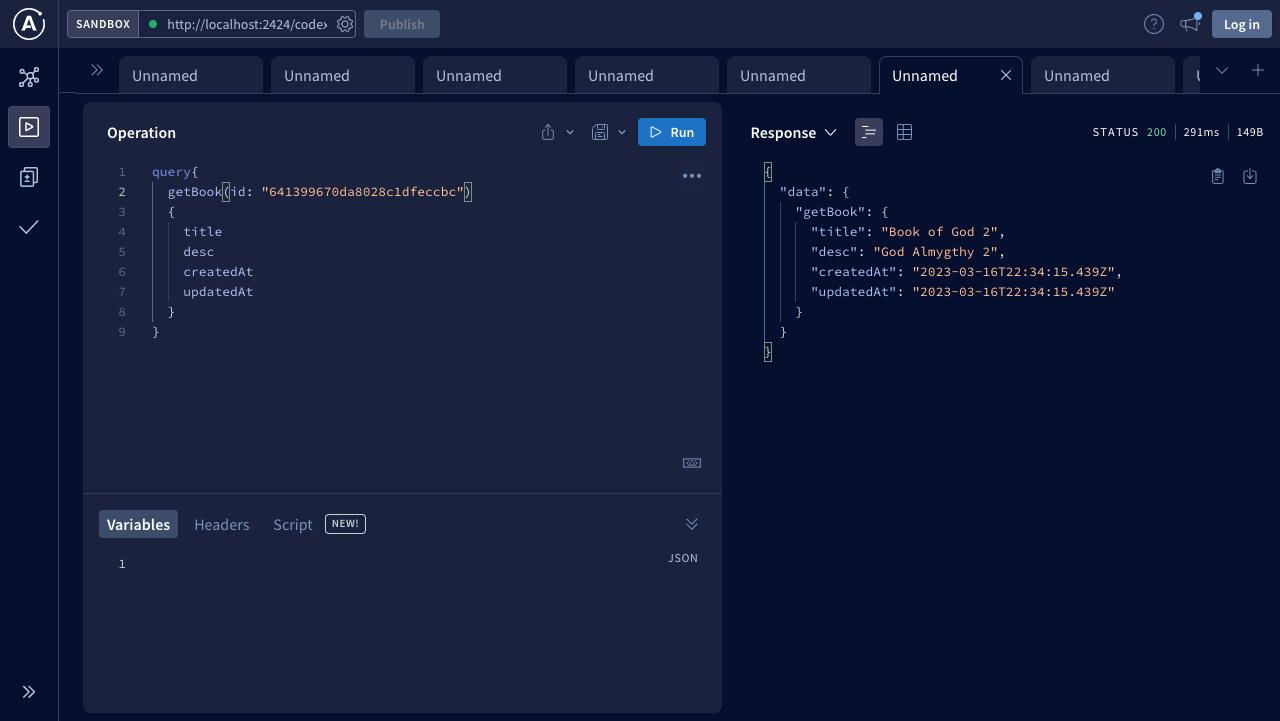 SANDBOX
http://localhost:2424/codex
Publish
Log in
Unnamed
Unnamed
Unnamed
Unnamed
Unnamed
Unnamed
Unnamed
Operation
Run
1 query{
2 getBook(id: "641399670da8028c1dfeccbc")
3 {
4 title
5 desc
6 createdAt
7 updatedAt
8 }
9 }
Variables
Headers
Script
NEW!
JSON
1
Response
STATUS 200
291ms
149B
{
"data": {
"getBook": {
"title": "Book of God 2",
"desc": "God Almygthy 2",
"createdAt": "2023-03-16T22:34:15.439Z",
"updatedAt": "2023-03-16T22:34:15.439Z"
}
}
}